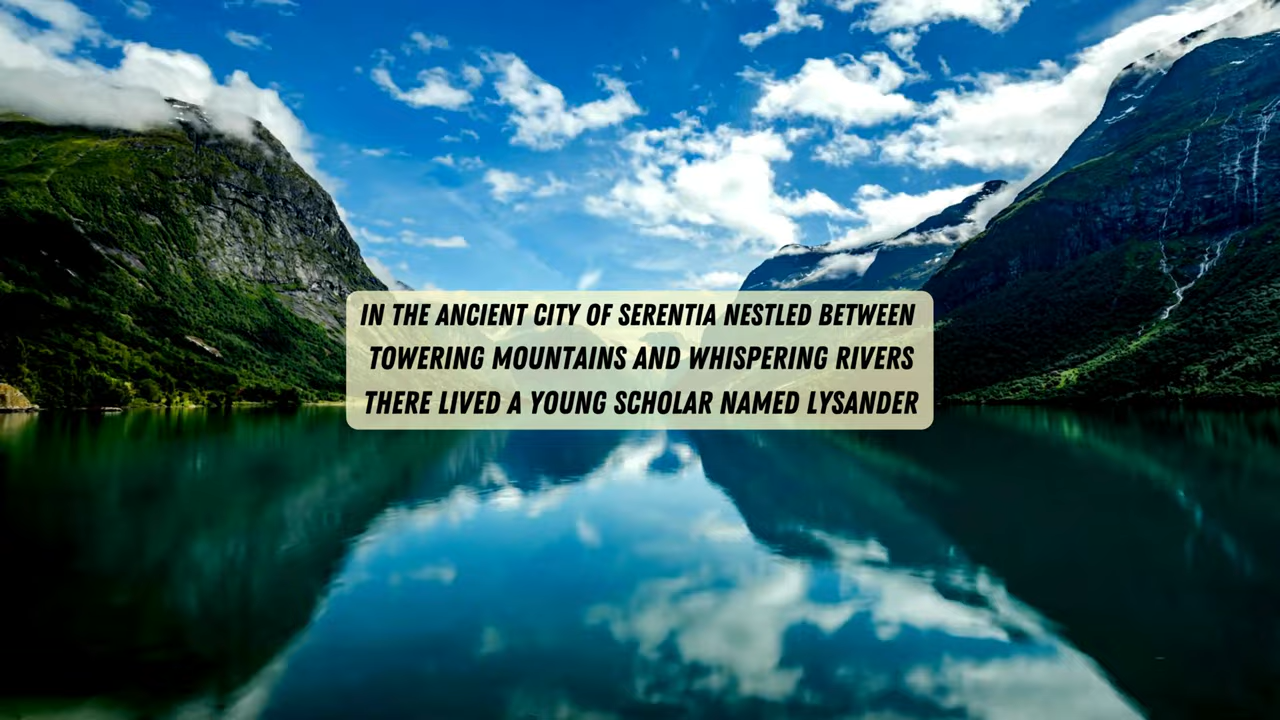 IN THE ANCIENT CITY OF SERENTIA NESTLED BETWEEN
TOWERING MOUNTAINS AND WHISPERING RIVERS
THERE LIVED A YOUNG SCHOLAR NAMED LYSANDER